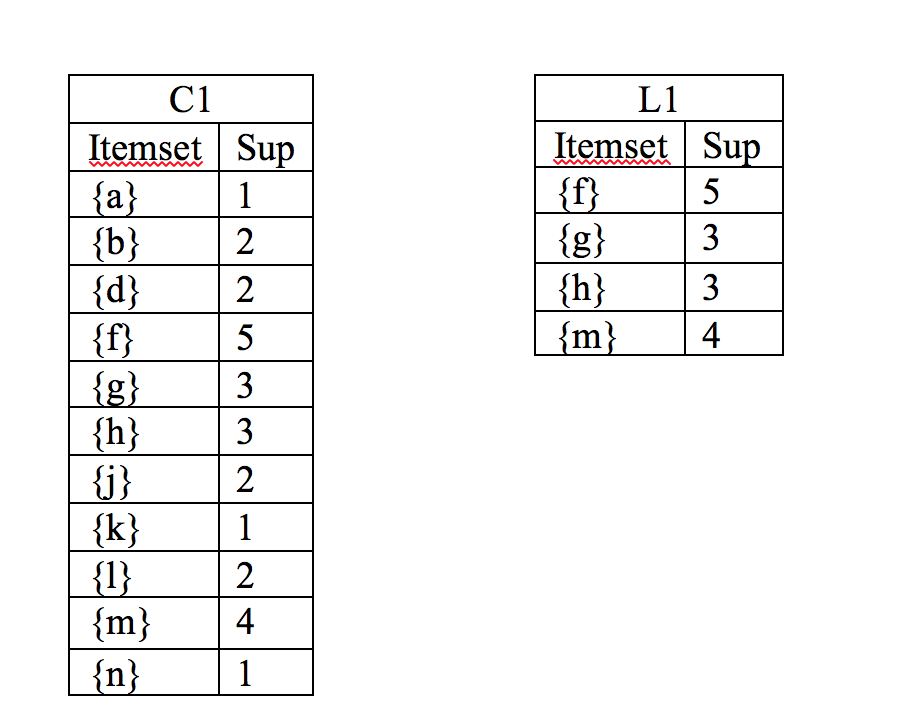 C1
Itemset Sup
{a} 1
{b} 2
{d} 2
{f} 5
{g} 3
{h} 3
{j} 2
{k} 1
{l} 2
{m} 4
{n} 1
L1
Itemset Sup
{f} 5
{g} 3
{h} 3
{m} 4